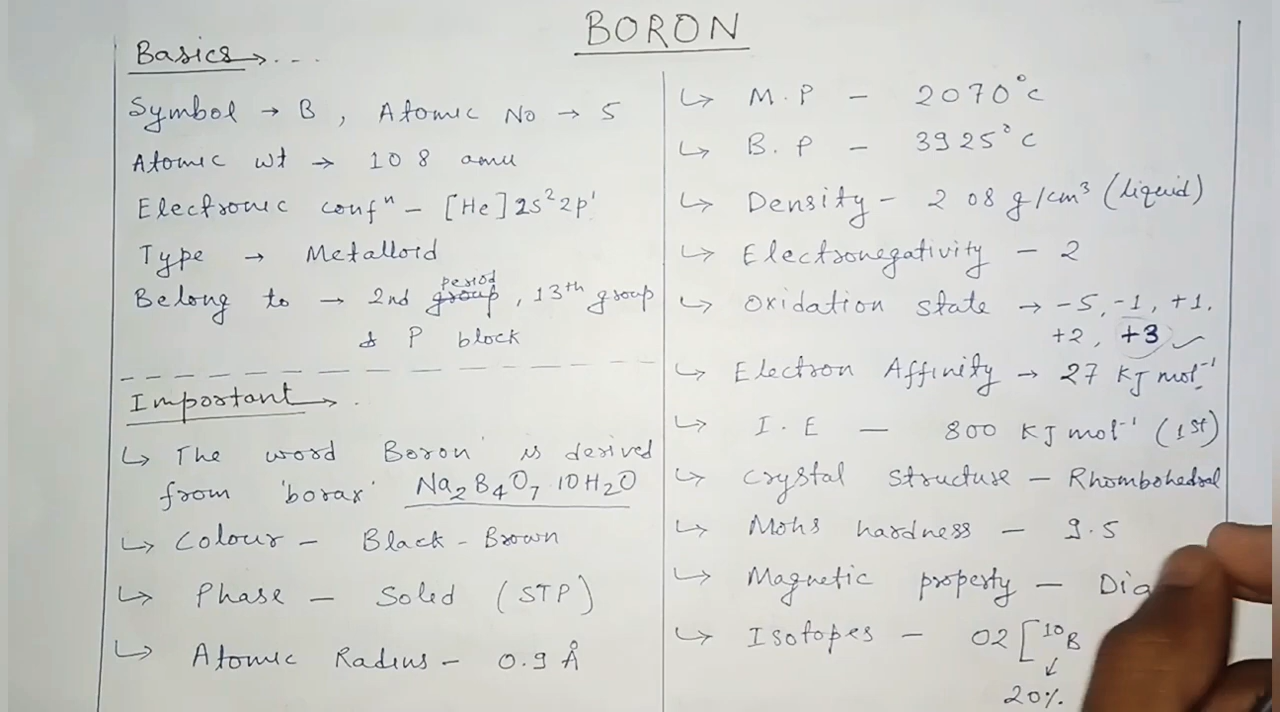 BORON
Basics → . . .
Symbol → B , Atomic No → 5
Atomic wt → 10 8 amu
Electronic confⁿ – [He] 2s² 2p¹
Type → Metalloid
period
Belong to → 2nd group , 13th group
& P block
Important → .
↳ The word 'Boron' is derived
from 'borax' Na₂B₄O₇ 10H₂O
↳ Colour – Black - Brown
↳ Phase – Solid (STP)
↳ Atomic Radius – 0.9 Å
↳ M.P – 2070°C
↳ B.P – 3925°C
↳ Density – 2 08 g/cm³ (liquid)
↳ Electronegativity – 2
↳ Oxidation state → -5, -1, +1,
+2, +3 ✓
↳ Electron Affinity → 27 KJ mol⁻¹
↳ I.E – 800 KJ mol⁻¹ (1st)
↳ Crystal structure – Rhombohedral
↳ Mohs hardness – 9.5
↳ Magnetic property – Dia
↳ Isotopes – 02 [ ¹⁰B
↓
20%